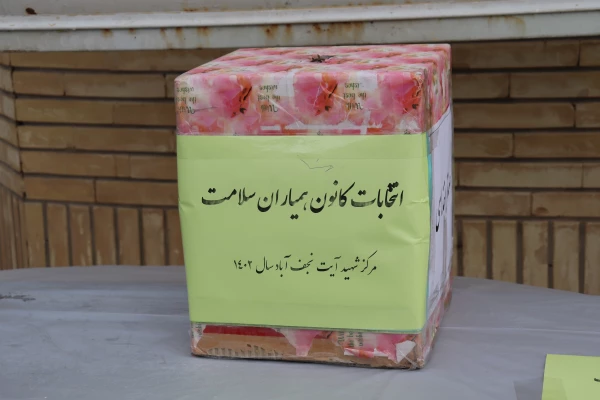 انتخابات کانون همیاران سلامت
مرکز شهید آیت نجف آباد سال ۱۴۰۲